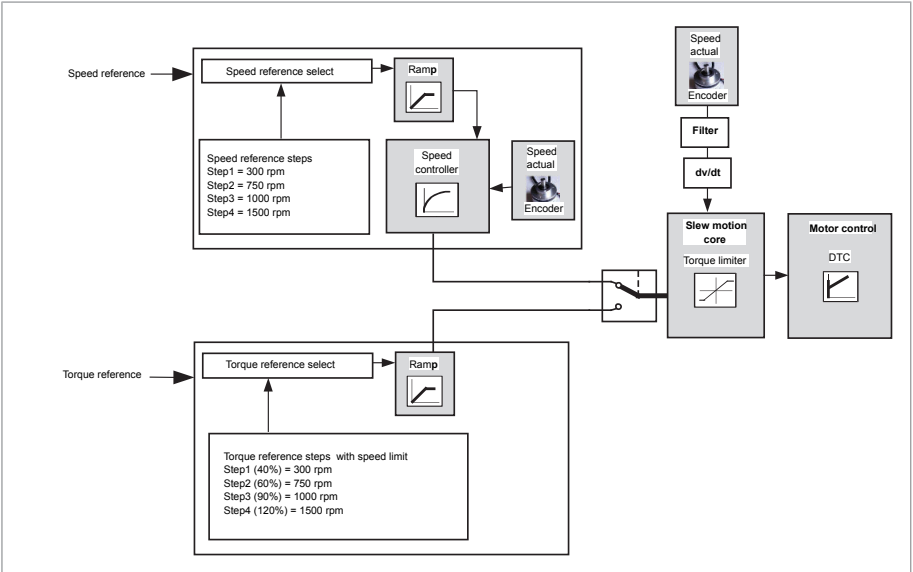 Speed reference
Speed reference select
Ramp
Speed reference steps
Step1 = 300 rpm
Step2 = 750 rpm
Step3 = 1000 rpm
Step4 = 1500 rpm
Speed
controller
Speed
actual
Encoder
Speed
actual
Encoder
Filter
dv/dt
Slew motion
core
Torque limiter
Motor control
DTC
Torque reference
Torque reference select
Ramp
Torque reference steps with speed limit
Step1 (40%) = 300 rpm
Step2 (60%) = 750 rpm
Step3 (90%) = 1000 rpm
Step4 (120%) = 1500 rpm